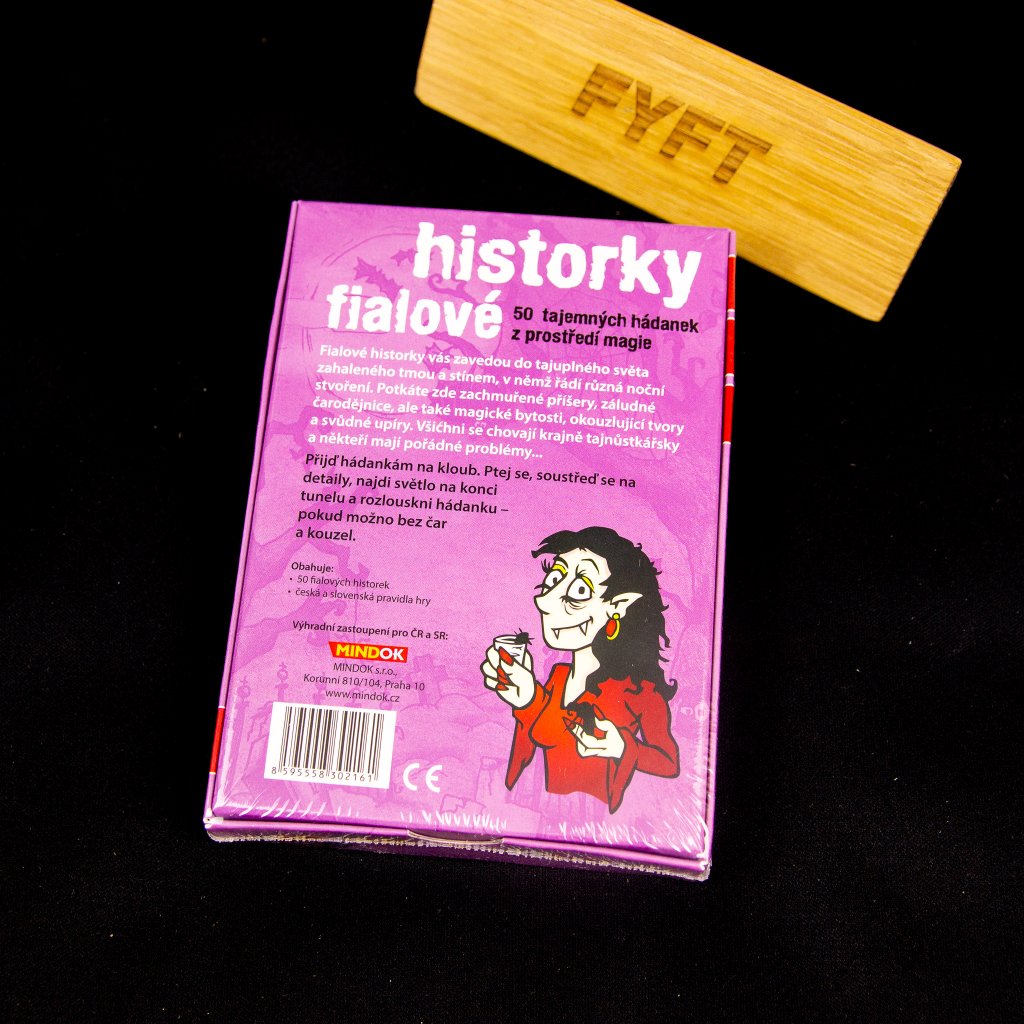 FYFT
historky
fialové
50 tajemných hádanek
z prostředí magie
Fialové historky vás zavedou do tajuplného světa
zahaleného tmou a stínem, v němž řádí různá noční
stvoření. Potkáte zde zachmuřené příšery, záludné
čarodějnice, ale také magické bytosti, okouzlující tvory
a svůdné upíry. Všichni se chovají krajně tajnůstkářsky
a někteří mají pořádné problémy...
Přijď hádankám na kloub. Ptej se, soustřeď se na
detaily, najdi světlo na konci
tunelu a rozlouskni hádanku –
pokud možno bez čar
a kouzel.
Obahuje:
• 50 fialových historek
• česká a slovenská pravidla hry
Výhradní zastoupení pro ČR a SR:
MINDOK
MINDOK s.r.o.,
Korunní 810/104, Praha 10
www.mindok.cz
8 595558 302161
CE